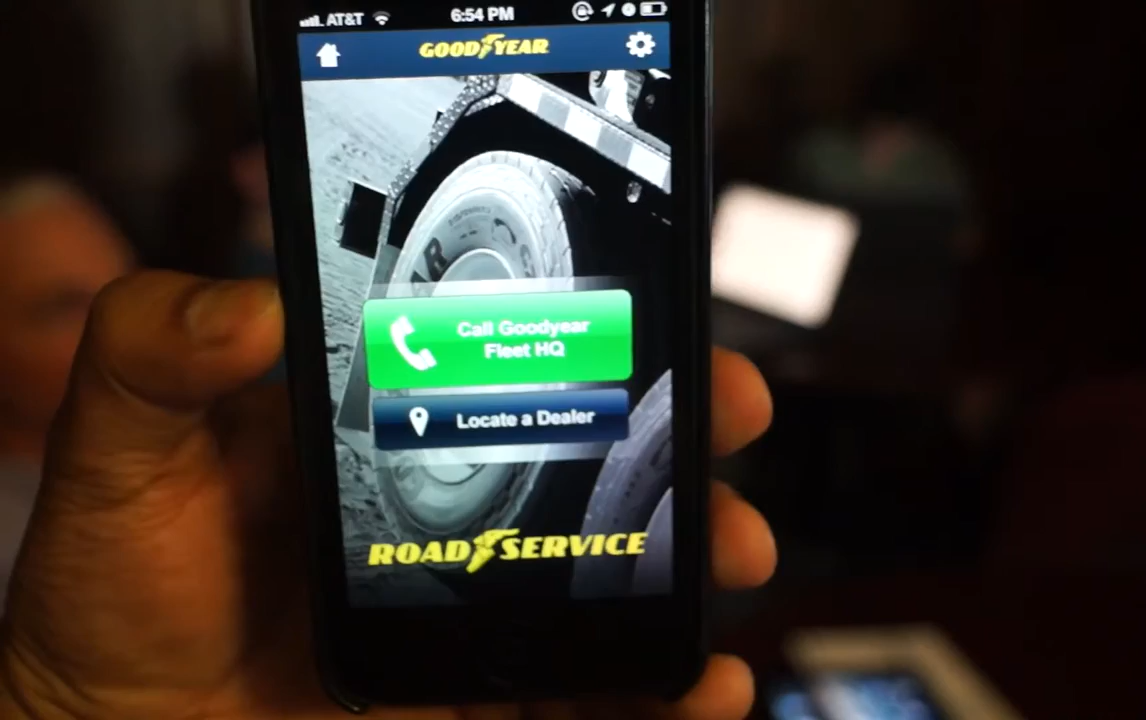 AT&T 6:54 PM
GOODYEAR
Call Goodyear
Fleet HQ
Locate a Dealer
ROAD SERVICE